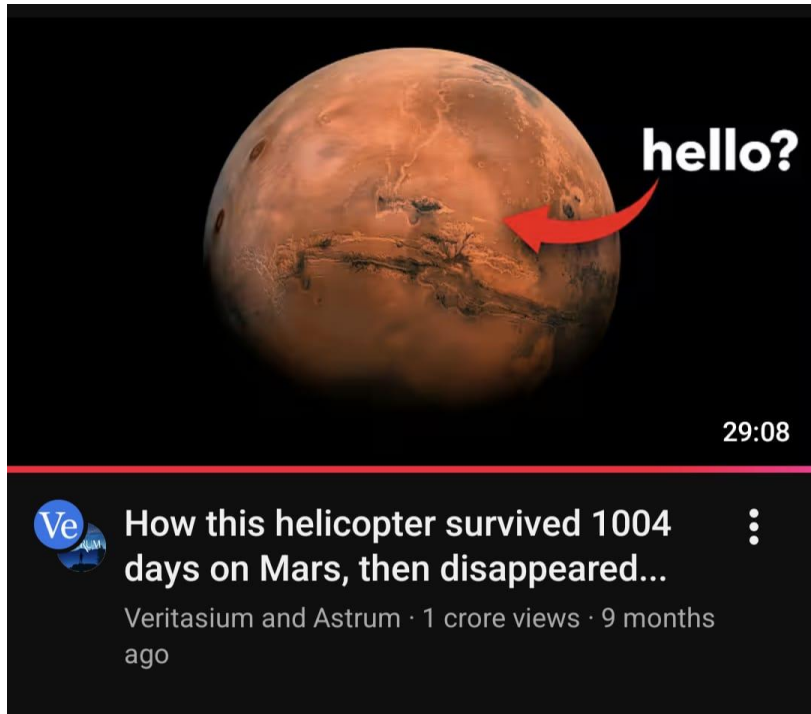 hello?
29:08
Ve
How this helicopter survived 1004
days on Mars, then disappeared...
Veritasium and Astrum · 1 crore views · 9 months
ago